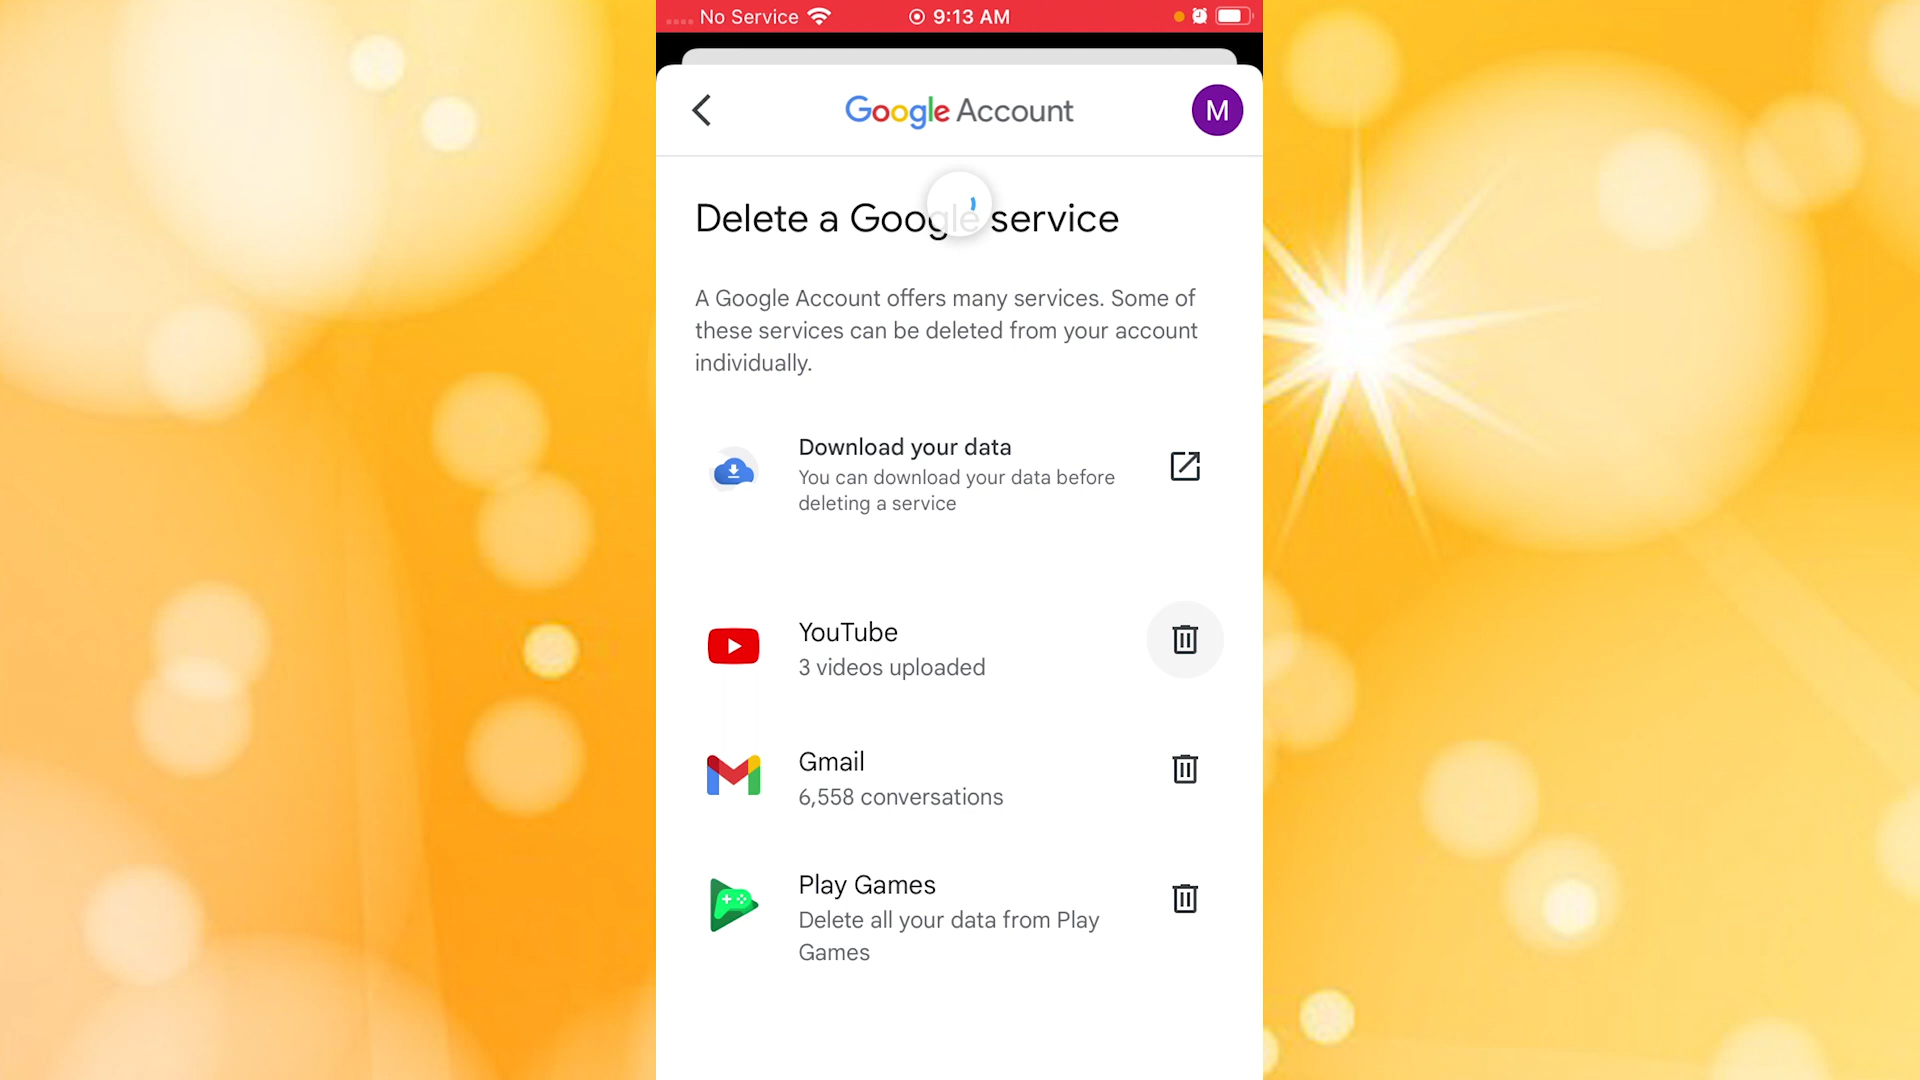 No Service 9:13 AM
Google Account M
Delete a Google service
A Google Account offers many services. Some of
these services can be deleted from your account
individually.
Download your data
You can download your data before
deleting a service
YouTube
3 videos uploaded
Gmail
6,558 conversations
Play Games
Delete all your data from Play
Games